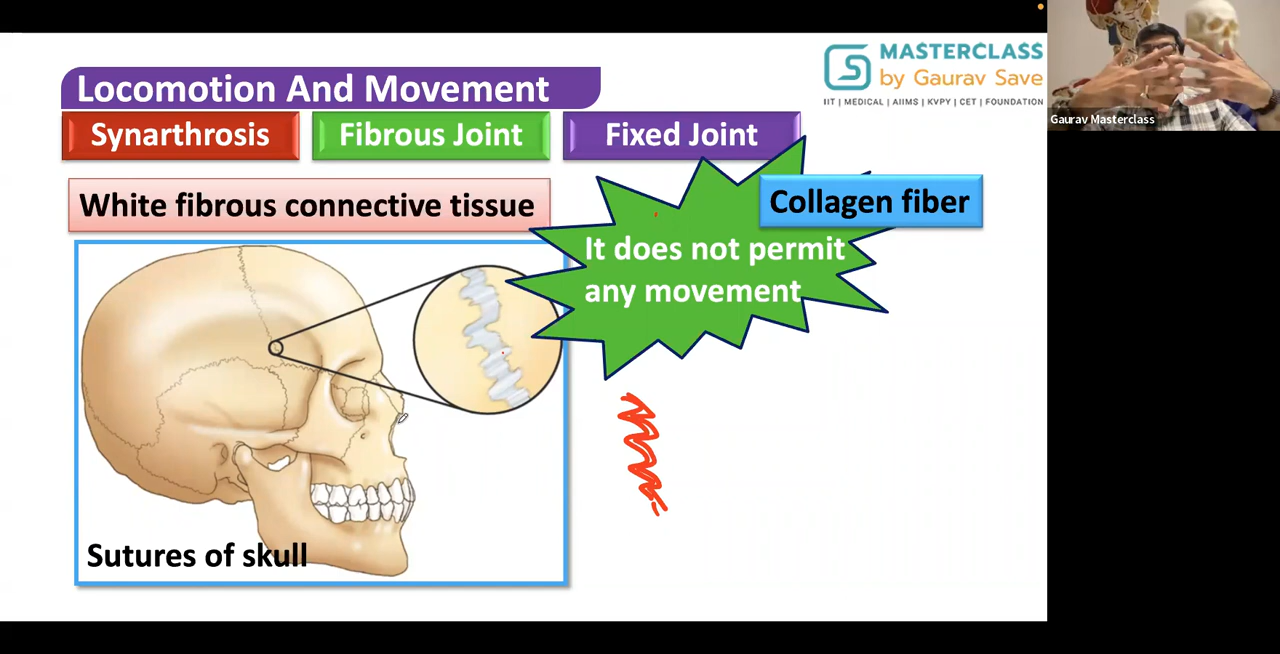 MASTERCLASS
by Gaurav Save
IIT | MEDICAL | AIIMS | KVPY | CET | FOUNDATION
Gaurav Masterclass
Locomotion And Movement
Synarthrosis
Fibrous Joint
Fixed Joint
White fibrous connective tissue
Collagen fiber
It does not permit
any movement
Sutures of skull